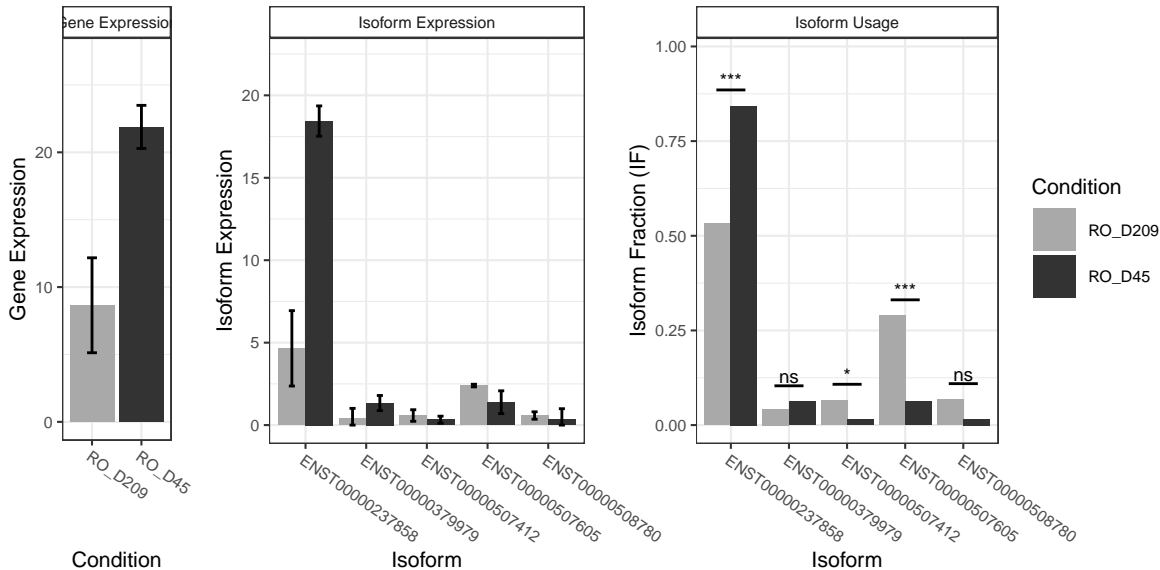 Gene Expression
Gene Expression
20
10
0
RO_D209
RO_D45
Condition
Isoform Expression
Isoform Expression
20
15
10
5
0
ENST00000237858
ENST00000379979
ENST00000507412
ENST00000507605
ENST00000508780
Isoform
Isoform Usage
Isoform Fraction (IF)
1.00
0.75
0.50
0.25
0.00
***
ns
*
***
ns
ENST00000237858
ENST00000379979
ENST00000507412
ENST00000507605
ENST00000508780
Isoform
Condition
RO_D209
RO_D45